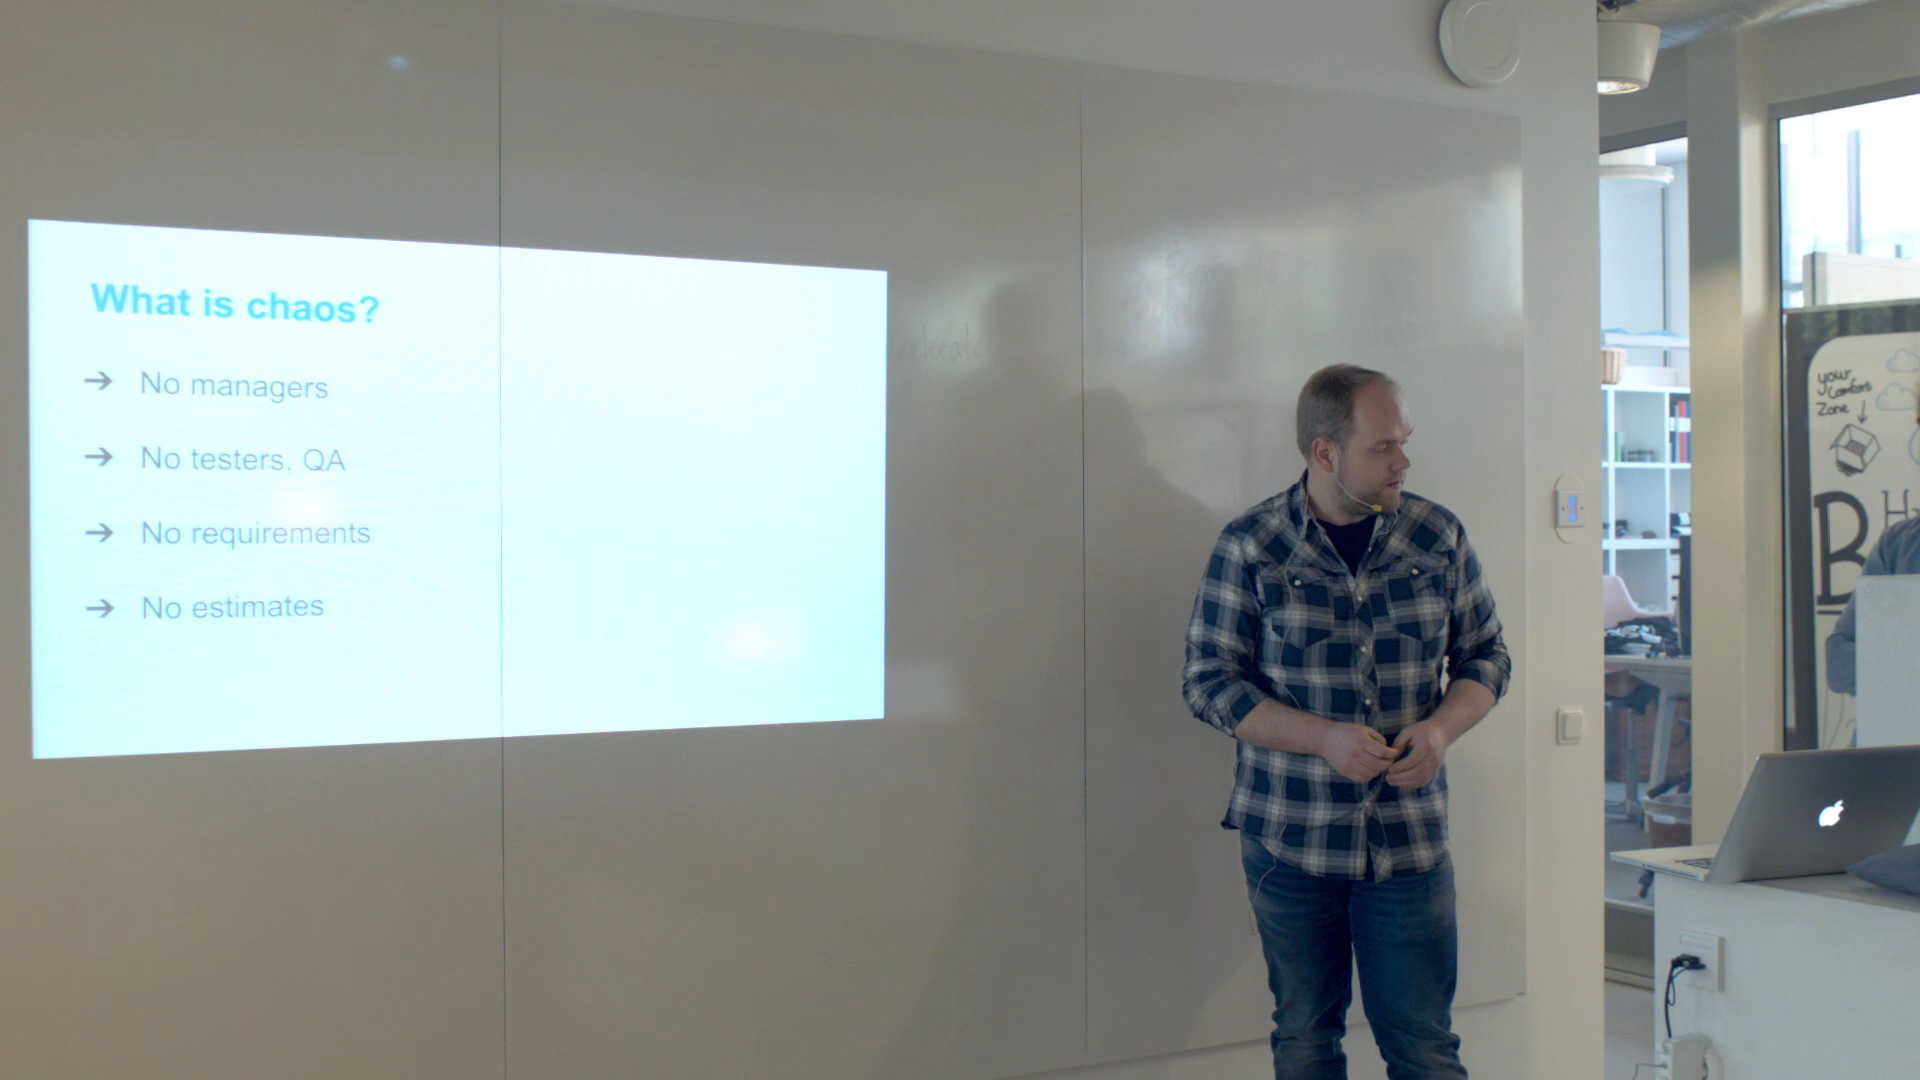 What is chaos?
→ No managers
→ No testers, QA
→ No requirements
→ No estimates
your
Comfort
Zone